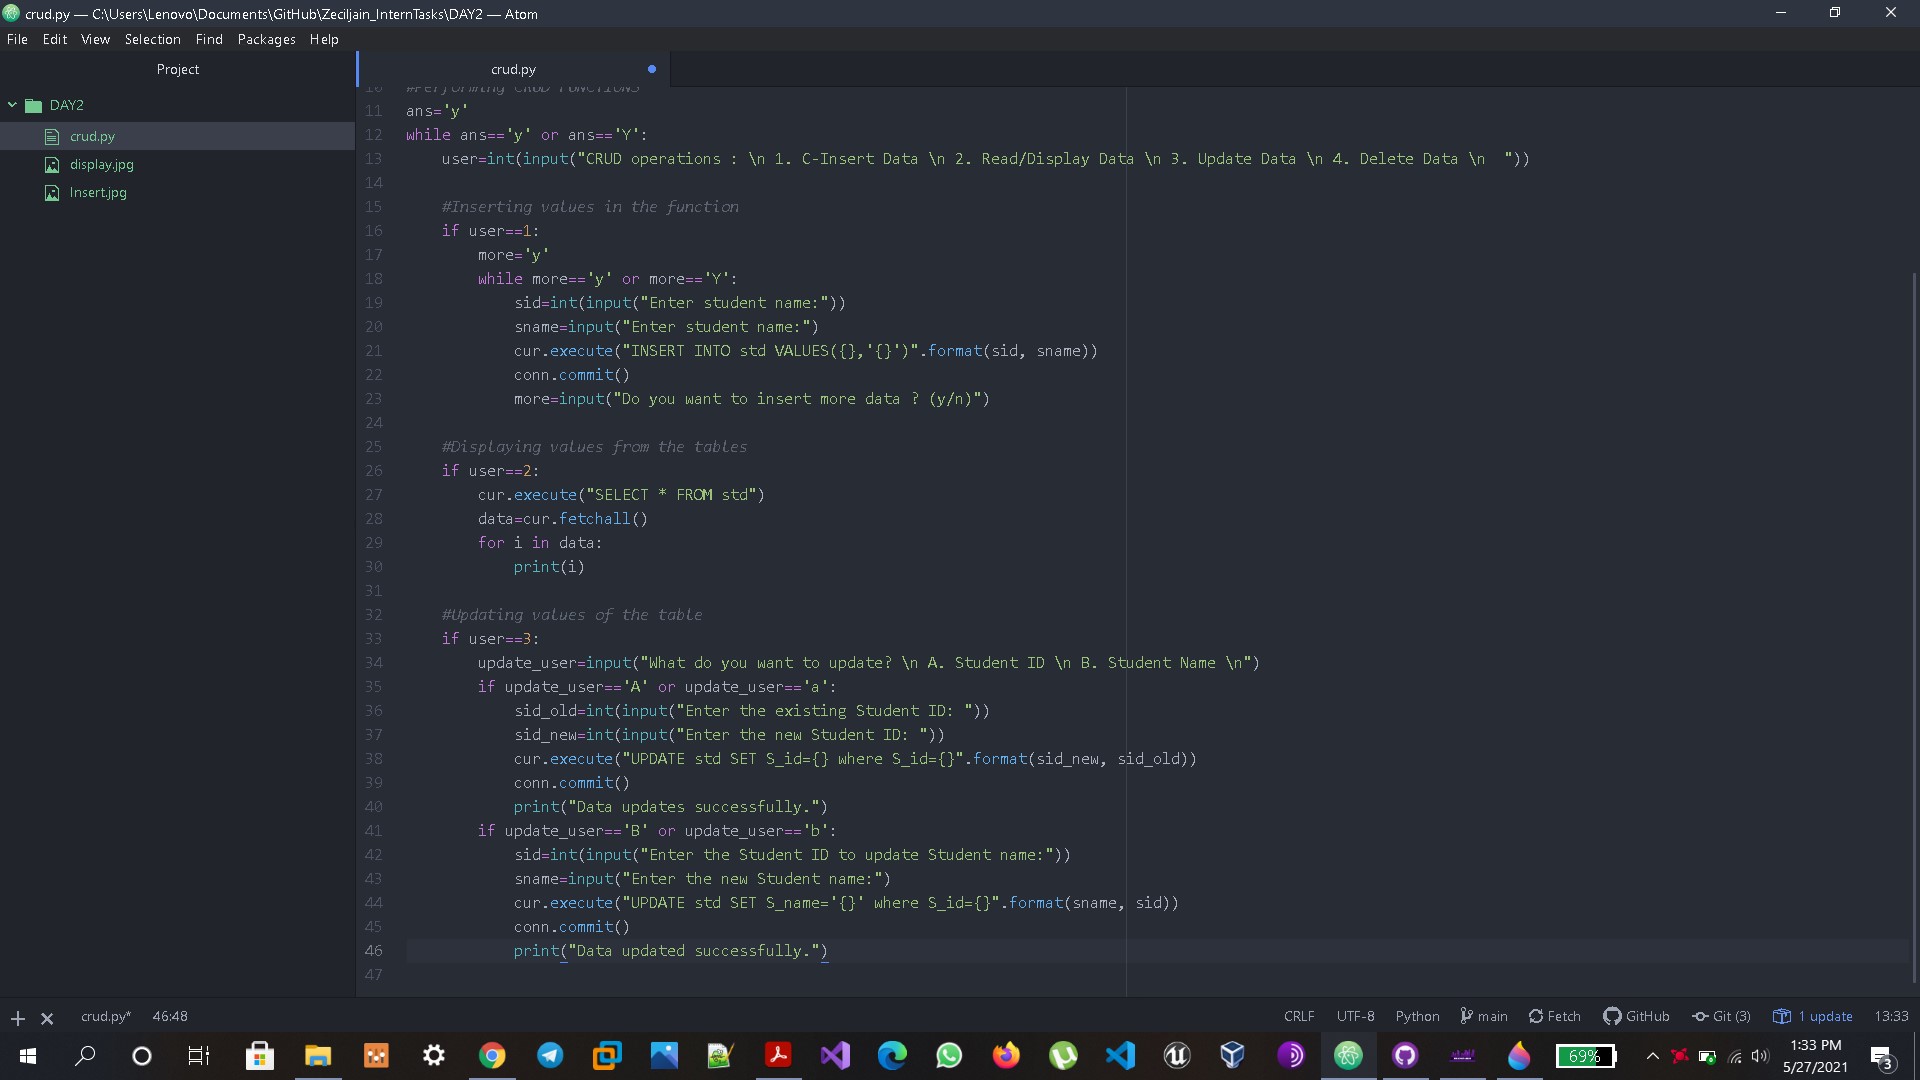 crud.py — C:\Users\Lenovo\Documents\GitHub\Zeciljain_InternTasks\DAY2 — Atom
File Edit View Selection Find Packages Help
Project
crud.py
DAY2
crud.py
display.jpg
Insert.jpg
10 #Performing CRUD FUNCTIONS
11 ans='y'
12 while ans=='y' or ans=='Y':
13 user=int(input("CRUD operations : \n 1. C-Insert Data \n 2. Read/Display Data \n 3. Update Data \n 4. Delete Data \n  "))
14
15 #Inserting values in the function
16 if user==1:
17 more='y'
18 while more=='y' or more=='Y':
19 sid=int(input("Enter student name:"))
20 sname=input("Enter student name:")
21 cur.execute("INSERT INTO std VALUES({},'{}')".format(sid, sname))
22 conn.commit()
23 more=input("Do you want to insert more data ? (y/n)")
24
25 #Displaying values from the tables
26 if user==2:
27 cur.execute("SELECT * FROM std")
28 data=cur.fetchall()
29 for i in data:
30 print(i)
31
32 #Updating values of the table
33 if user==3:
34 update_user=input("What do you want to update? \n A. Student ID \n B. Student Name \n")
35 if update_user=='A' or update_user=='a':
36 sid_old=int(input("Enter the existing Student ID: "))
37 sid_new=int(input("Enter the new Student ID: "))
38 cur.execute("UPDATE std SET S_id={} where S_id={}".format(sid_new, sid_old))
39 conn.commit()
40 print("Data updates successfully.")
41 if update_user=='B' or update_user=='b':
42 sid=int(input("Enter the Student ID to update Student name:"))
43 sname=input("Enter the new Student name:")
44 cur.execute("UPDATE std SET S_name='{}' where S_id={}".format(sname, sid))
45 conn.commit()
46 print("Data updated successfully.")
47
crud.py* 46:48 CRLF UTF-8 Python main Fetch GitHub Git (3) 1 update 13:33
69% 1:33 PM
5/27/2021 3